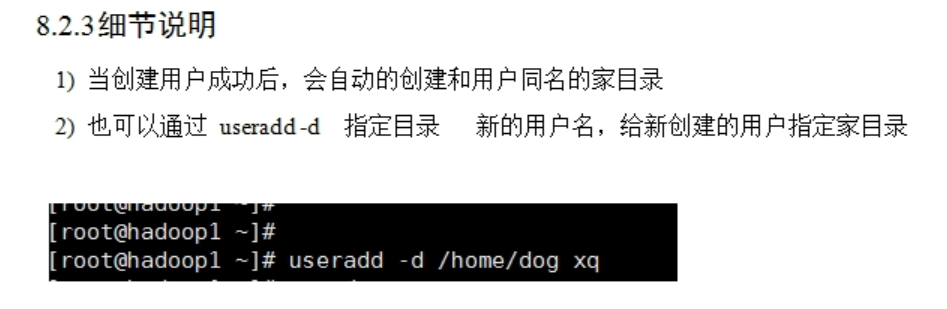 8.2.3细节说明
1) 当创建用户成功后，会自动的创建和用户同名的家目录
2) 也可以通过 useradd -d 指定目录 新的用户名，给新创建的用户指定家目录
[root@hadoop1 ~]#
[root@hadoop1 ~]#
[root@hadoop1 ~]# useradd -d /home/dog xq